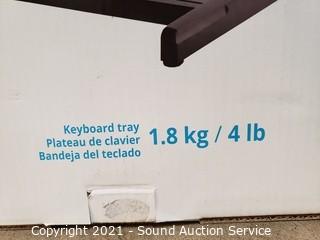 Keyboard tray
Plateau de clavier
Bandeja del teclado
1.8 kg / 4 lb
Copyright 2021 - Sound Auction Service